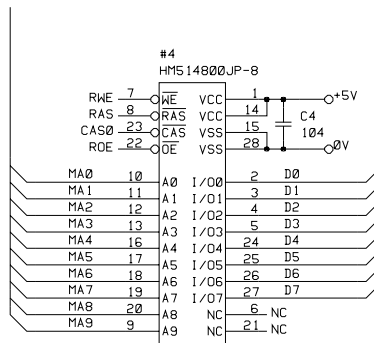 #4
HM514800JP-8
RWE 7 WE VCC 1 +5V
RAS 8 RAS VCC 14 C4
CAS0 23 CAS VSS 15 104
ROE 22 OE VSS 28 0V
MA0 10 A0 I/O0 2 D0
MA1 11 A1 I/O1 3 D1
MA2 12 A2 I/O2 4 D2
MA3 13 A3 I/O3 5 D3
MA4 16 A4 I/O4 24 D4
MA5 17 A5 I/O5 25 D5
MA6 18 A6 I/O6 26 D6
MA7 19 A7 I/O7 27 D7
MA8 20 A8 NC 6 NC
MA9 9 A9 NC 21 NC